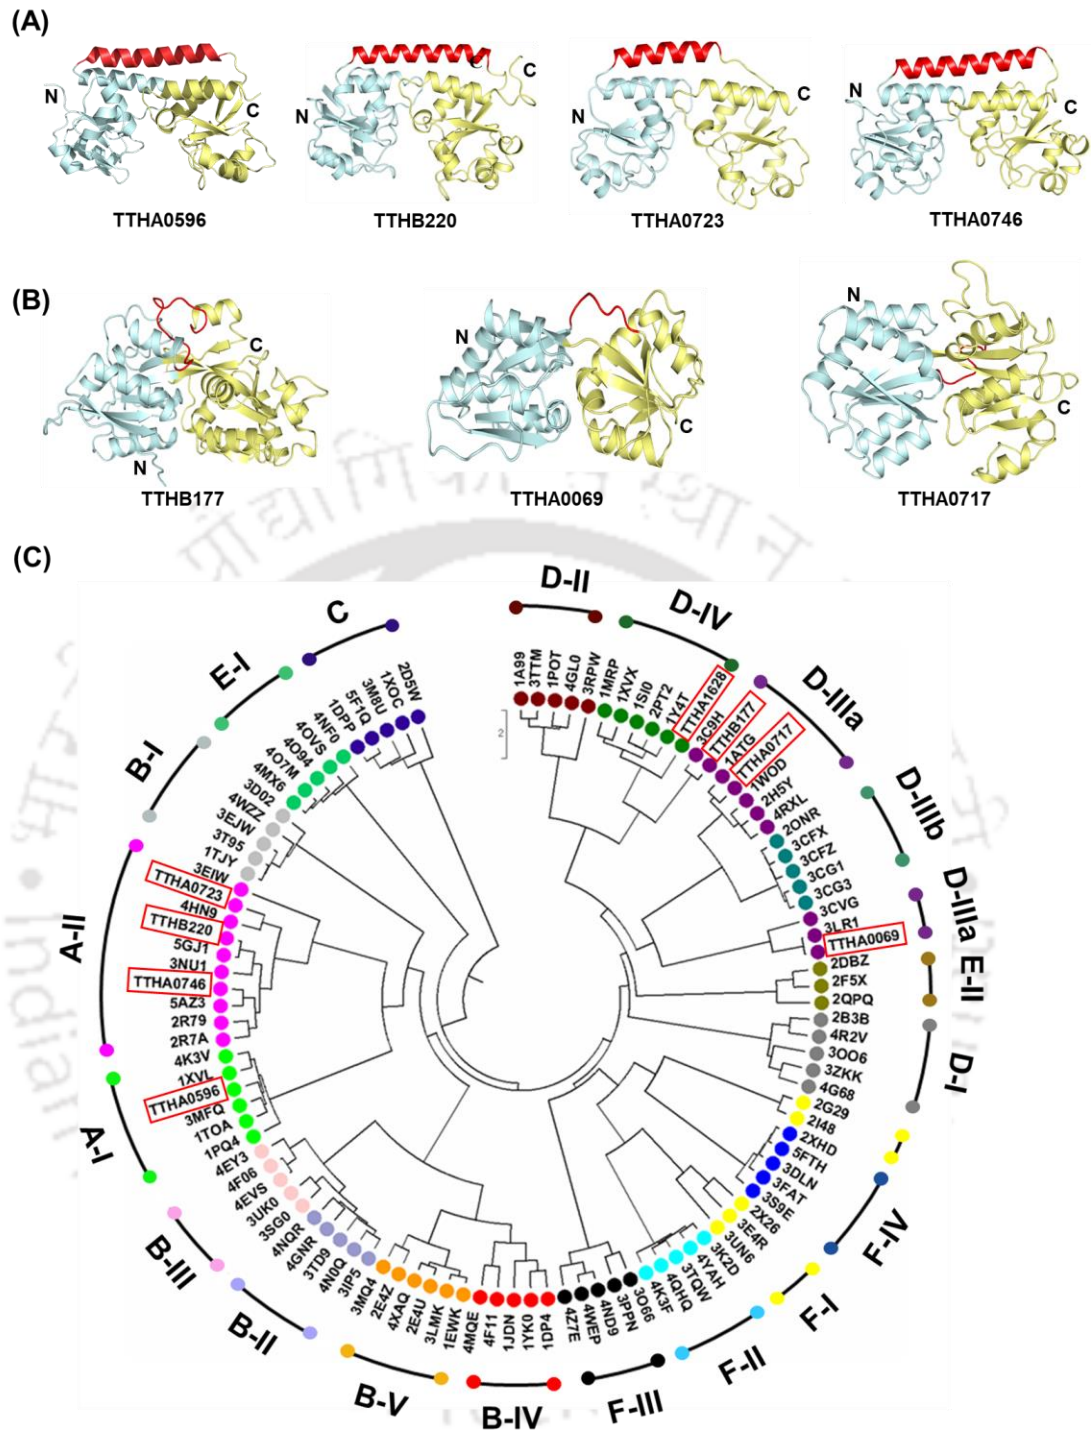 (A)
N
C
TTHA0596
N
C
TTHB220
N
C
TTHA0723
N
C
TTHA0746
(B)
N
C
TTHB177
N
C
TTHA0069
N
C
TTHA0717
(C)
D-II
D-IV
D-IIIa
D-IIIb
D-IIIa
E-II
D-I
F-IV
F-I
F-II
F-III
B-IV
B-V
B-II
B-III
A-I
A-II
B-I
E-I
C
2
1A99
3TTM
1POT
4GL0
3RPW
1MRP
1XVX
1SI0
2PT2
1Y4T
TTHA1628
3C9H
TTHB177
1ATG
TTHA0717
1WOD
2H5Y
4RXL
2ONR
3CFX
3CFZ
3CG1
3CG3
3CVG
3LR1
TTHA0069
2DBZ
2F5X
2QPQ
2B3B
4R2V
3OO6
3ZKK
4G68
2G29
2I48
2XHD
5FTH
3DLN
3FAT
3S9E
2X26
3E4R
3UN6
3K2D
4YAH
3TQW
4QHQ
4K3F
3O66
3PPN
4ND9
4WEP
4Z7E
1DP4
1YK0
1JDN
4F11
4MQE
1EWK
3LMK
2E4U
4XAQ
2E4Z
3MQ4
3IP5
4N0Q
3TD9
4GNR
4NQR
3SG0
3UK0
4EVS
4F06
4EY3
1PQ4
1TOA
3MFQ
TTHA0596
1XVL
4K3V
2R7A
2R79
5AZ3
TTHA0746
3NU1
5GJ1
TTHB220
4HN9
TTHA0723
3EIW
1TJY
3T95
3EJW
4WZZ
3D02
4MX6
4O7M
4O94
4OVS
4NF0
1DPP
5F1Q
3M8U
1XOC
2D5W